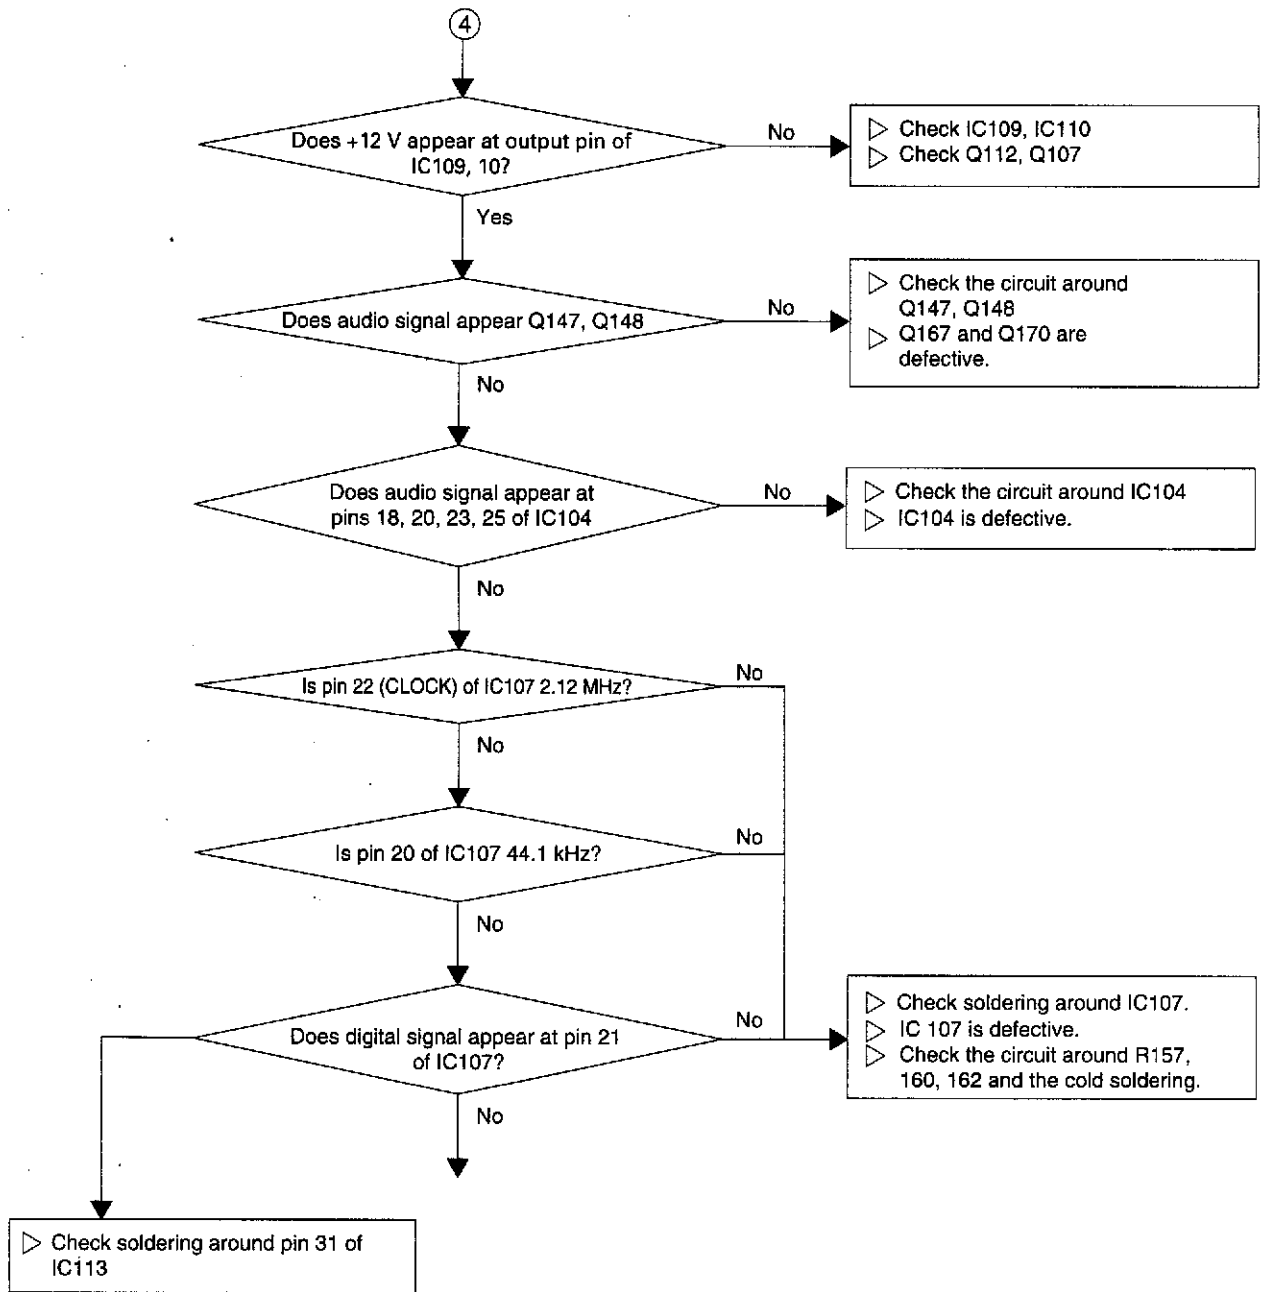 4
Does +12 V appear at output pin of
IC109, 10?
No
▷ Check IC109, IC110
▷ Check Q112, Q107
Yes
Does audio signal appear Q147, Q148
No
▷ Check the circuit around
Q147, Q148
▷ Q167 and Q170 are
defective.
No
Does audio signal appear at
pins 18, 20, 23, 25 of IC104
No
▷ Check the circuit around IC104
▷ IC104 is defective.
No
Is pin 22 (CLOCK) of IC107 2.12 MHz?
No
No
Is pin 20 of IC107 44.1 kHz?
No
No
Does digital signal appear at pin 21
of IC107?
No
▷ Check soldering around IC107.
▷ IC 107 is defective.
▷ Check the circuit around R157,
160, 162 and the cold soldering.
No
▷ Check soldering around pin 31 of
IC113